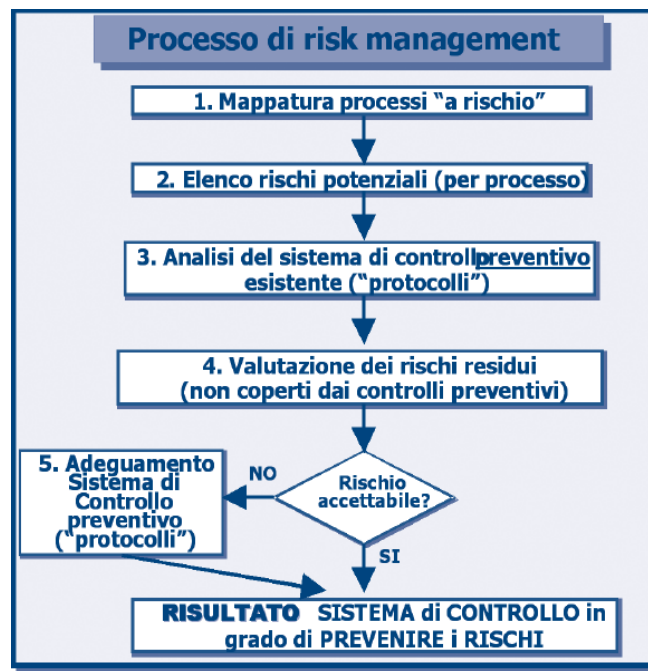 Processo di risk management
1. Mappatura processi “a rischio”
2. Elenco rischi potenziali (per processo)
3. Analisi del sistema di controllo preventivo
esistente (“protocolli”)
4. Valutazione dei rischi residui
(non coperti dai controlli preventivi)
Rischio
accettabile?
NO
5. Adeguamento
Sistema di
Controllo
preventivo
(“protocolli”)
SI
RISULTATO SISTEMA di CONTROLLO in
grado di PREVENIRE i RISCHI